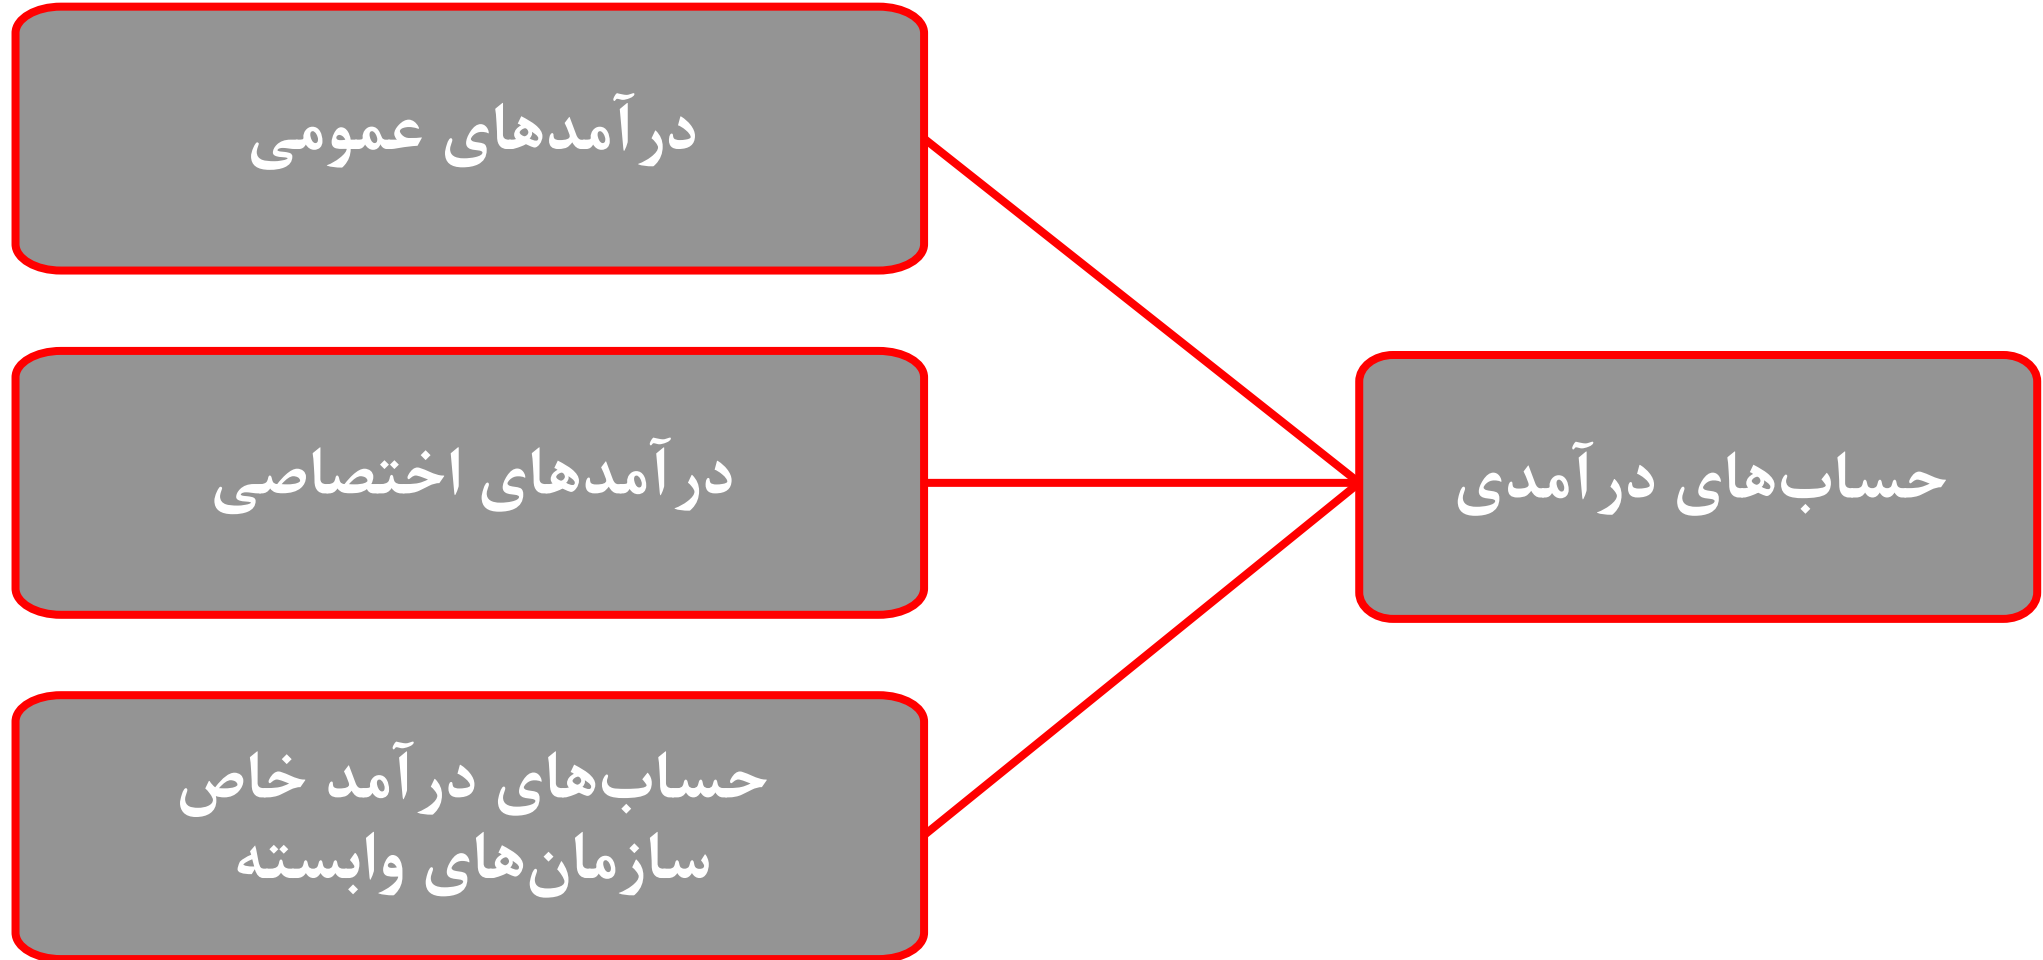 حساب‌های درآمدی
درآمدهای عمومی
درآمدهای اختصاصی
حساب‌های درآمد خاص
سازمان‌های وابسته